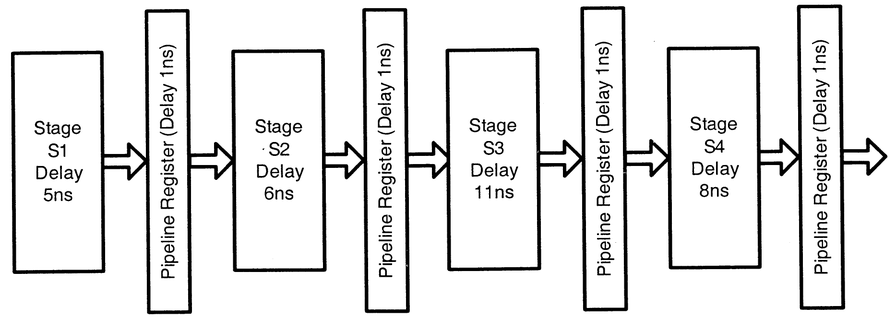 Stage
S1
Delay
5ns
Pipeline Register (Delay 1ns)
Stage
S2
Delay
6ns
Pipeline Register (Delay 1ns)
Stage
S3
Delay
11ns
Pipeline Register (Delay 1ns)
Stage
S4
Delay
8ns
Pipeline Register (Delay 1ns)